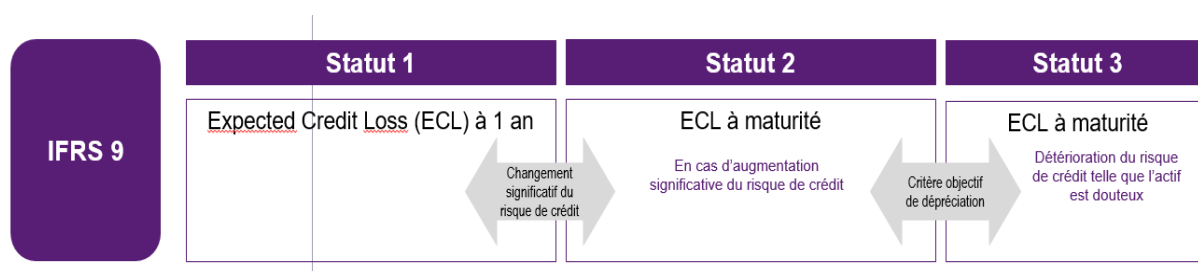 IFRS 9
Statut 1
Statut 2
Statut 3
Expected Credit Loss (ECL) à 1 an
Changement
significatif du
risque de crédit
ECL à maturité
En cas d'augmentation
significative du risque de crédit
Critère objectif
de dépréciation
ECL à maturité
Détérioration du risque
de crédit telle que l'actif
est douteux